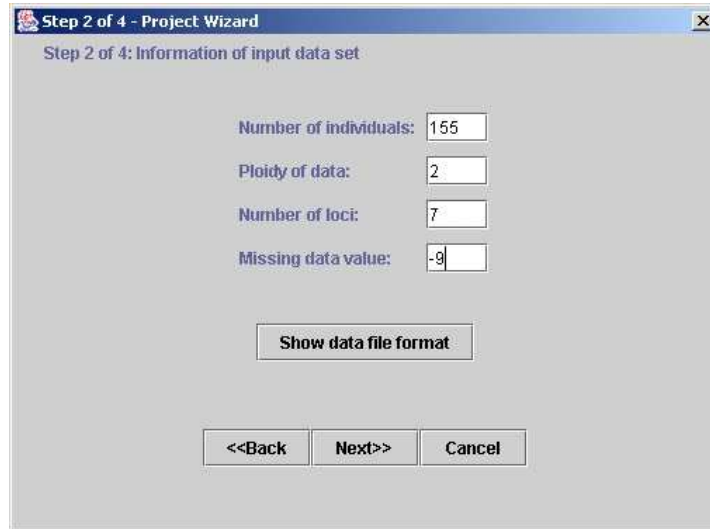 Step 2 of 4 - Project Wizard
Step 2 of 4: Information of input data set
Number of individuals: 155
Ploidy of data: 2
Number of loci: 7
Missing data value: -9
Show data file format
<<Back Next>> Cancel